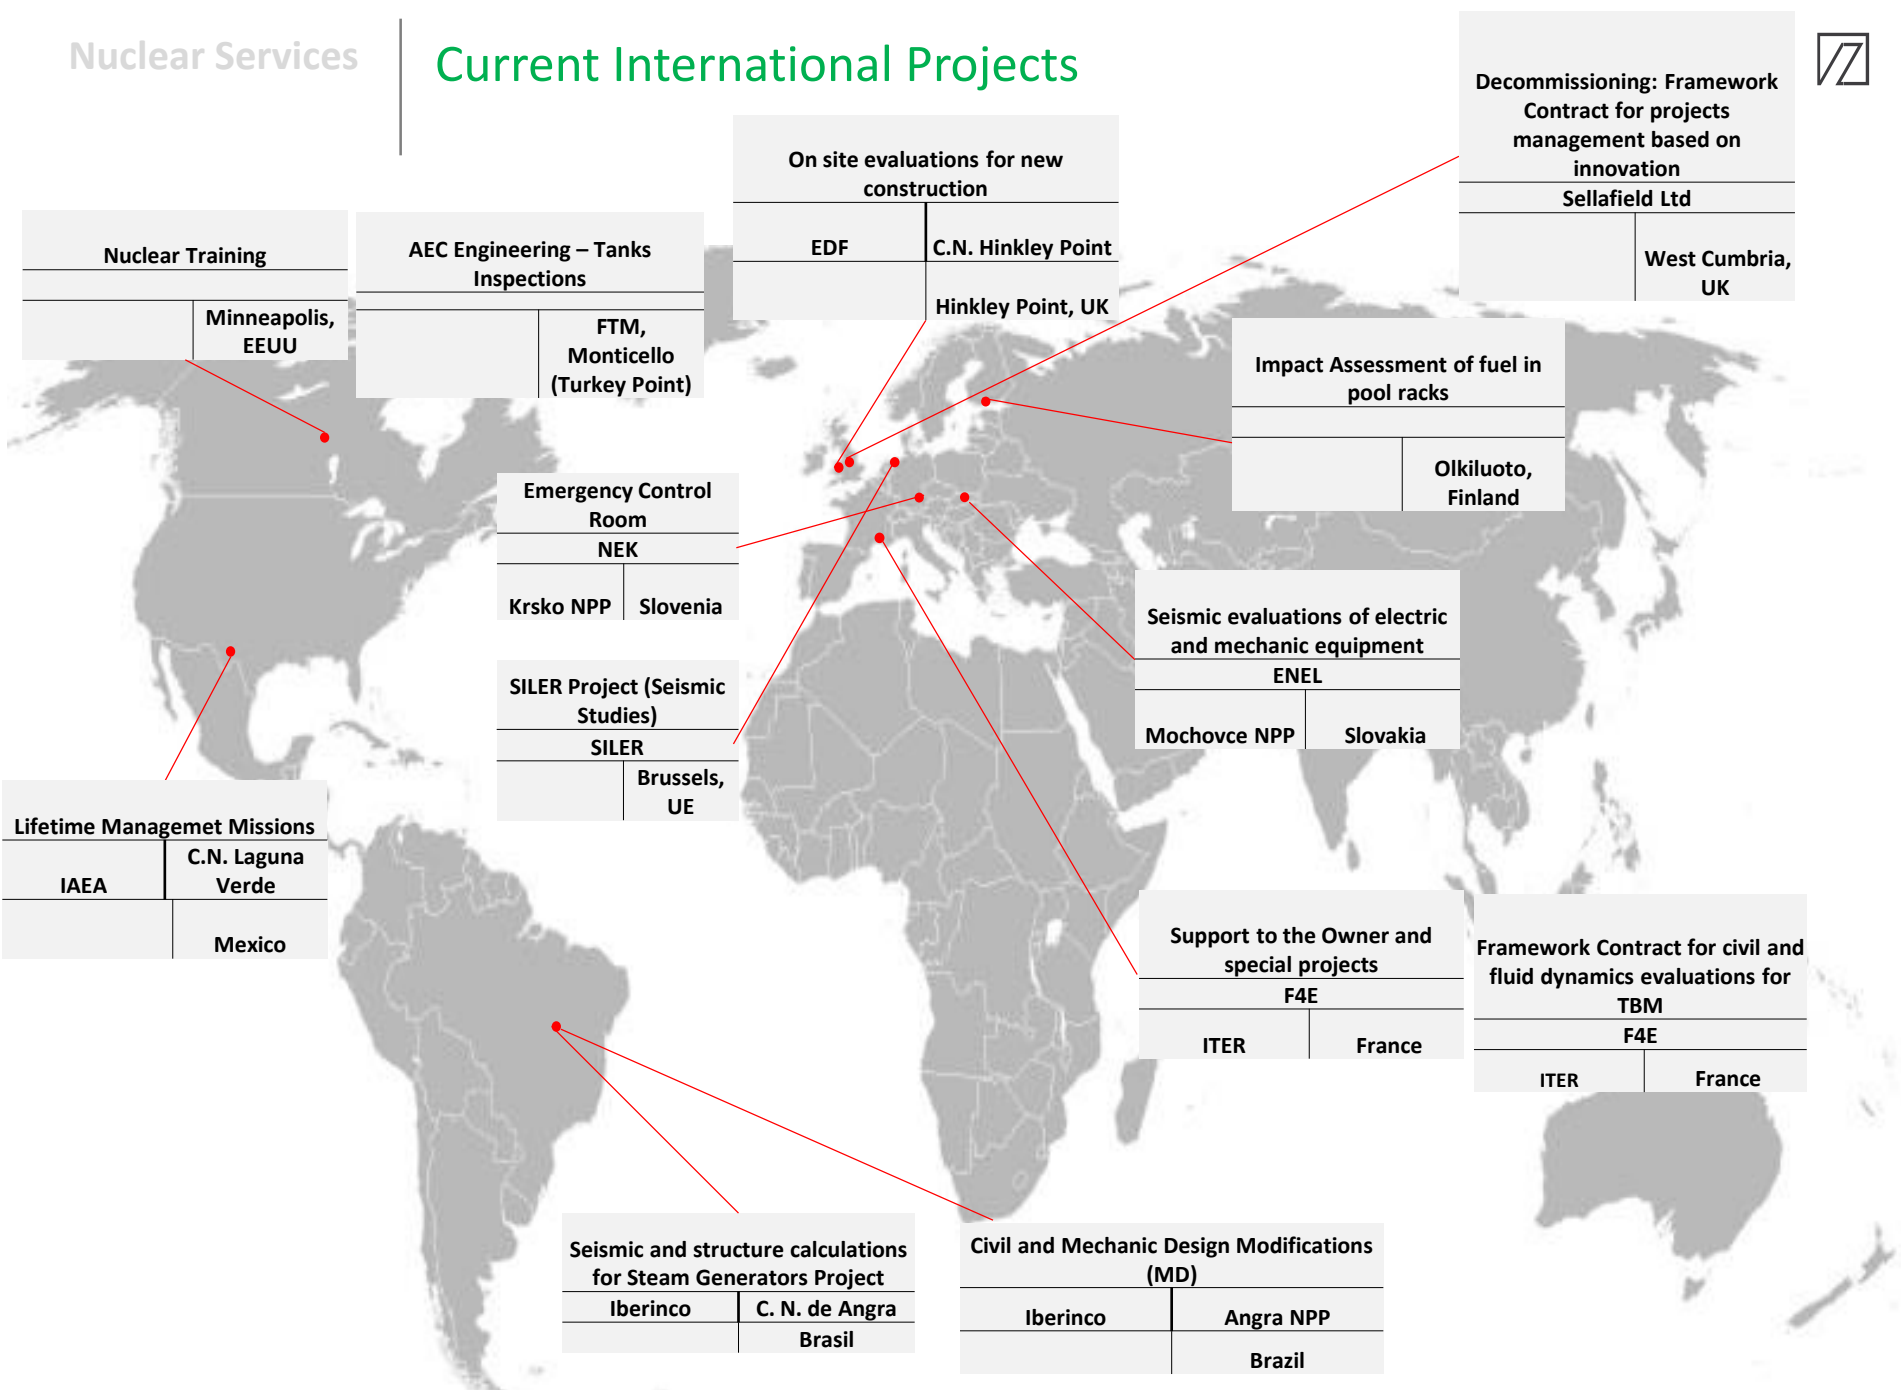 Nuclear Services
Current International Projects
Decommissioning: Framework
Contract for projects
management based on
innovation
Sellafield Ltd
West Cumbria,
UK
On site evaluations for new
construction
EDF
C.N. Hinkley Point
Hinkley Point, UK
Nuclear Training
Minneapolis,
EEUU
AEC Engineering – Tanks
Inspections
FTM,
Monticello
(Turkey Point)
Impact Assessment of fuel in
pool racks
Olkiluoto,
Finland
Emergency Control
Room
NEK
Krsko NPP
Slovenia
Seismic evaluations of electric
and mechanic equipment
ENEL
Mochovce NPP
Slovakia
SILER Project (Seismic
Studies)
SILER
Brussels,
UE
Lifetime Managemet Missions
IAEA
C.N. Laguna
Verde
Mexico
Support to the Owner and
special projects
F4E
ITER
France
Framework Contract for civil and
fluid dynamics evaluations for
TBM
F4E
ITER
France
Seismic and structure calculations
for Steam Generators Project
Iberinco
C. N. de Angra
Brasil
Civil and Mechanic Design Modifications
(MD)
Iberinco
Angra NPP
Brazil